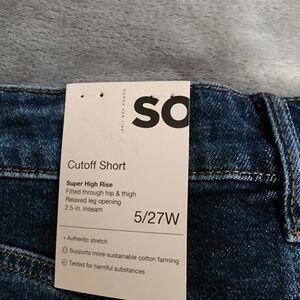 SO
Cutoff Short
Super High Rise
Fitted through hip & thigh
Relaxed leg opening
2.5-in. inseam
5/27W
+ Authentic stretch
Supports more-sustainable cotton farming
Tested for harmful substances